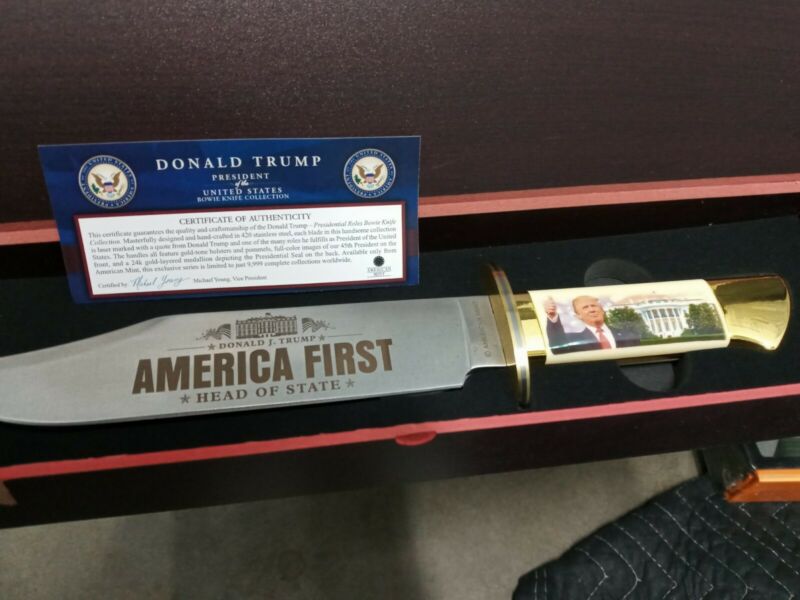 DONALD TRUMP
PRESIDENT
of the
UNITED STATES
BOWIE KNIFE COLLECTION
CERTIFICATE OF AUTHENTICITY
This certificate guarantees the quality and craftsmanship of the Donald Trump – Presidential Roles Bowie Knife
Collection. Masterfully designed and hand-crafted in 420 stainless steel, each blade in this handsome collection
is laser marked with a quote from Donald Trump and one of the many roles he fulfills as President of the United
States. The handles all feature gold-tone bolsters and pommels, full-color images of our 45th President on the
front, and a 24k gold-layered medallion depicting the Presidential Seal on the back. Available only from
American Mint, this exclusive series is limited to just 9,999 complete collections worldwide.
Certified by: Michael Young Michael Young, Vice President
AMERICAN
MINT
★ DONALD J. TRUMP ★
AMERICA FIRST
★ HEAD OF STATE ★